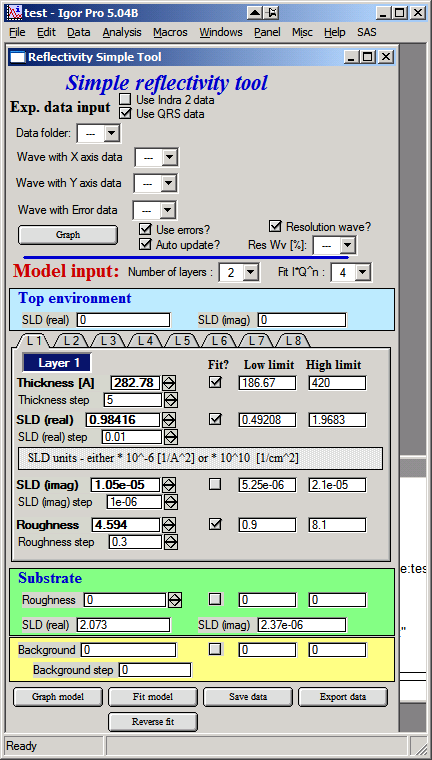 test - Igor Pro 5.04B
File Edit Data Analysis Macros Windows Panel Misc Help SAS
Reflectivity Simple Tool
Simple reflectivity tool
Exp. data input
Use Indra 2 data
Use QRS data
Data folder: ---
Wave with X axis data ---
Wave with Y axis data ---
Wave with Error data ---
Graph
Use errors?
Resolution wave?
Auto update?
Res Wv [%]: ---
Model input: Number of layers : 2 Fit I*Q^n : 4
Top environment
SLD (real) 0 SLD (imag) 0
L 1 L 2 L 3 L 4 L 5 L 6 L 7 L 8
Layer 1 Fit? Low limit High limit
Thickness [A] 282.78 186.67 420
Thickness step 5
SLD (real) 0.98416 0.49208 1.9683
SLD (real) step 0.01
SLD units - either * 10^-6 [1/A^2] or * 10^10 [1/cm^2]
SLD (imag) 1.05e-05 5.25e-06 2.1e-05
SLD (imag) step 1e-06
Roughness 4.594 0.9 8.1
Roughness step 0.3
e:tes
Substrate
Roughness 0 0 0
SLD (real) 2.073 SLD (imag) 2.37e-06
"
Background 0 0 0
Background step 0
Graph model Fit model Save data Export data
Reverse fit
Ready